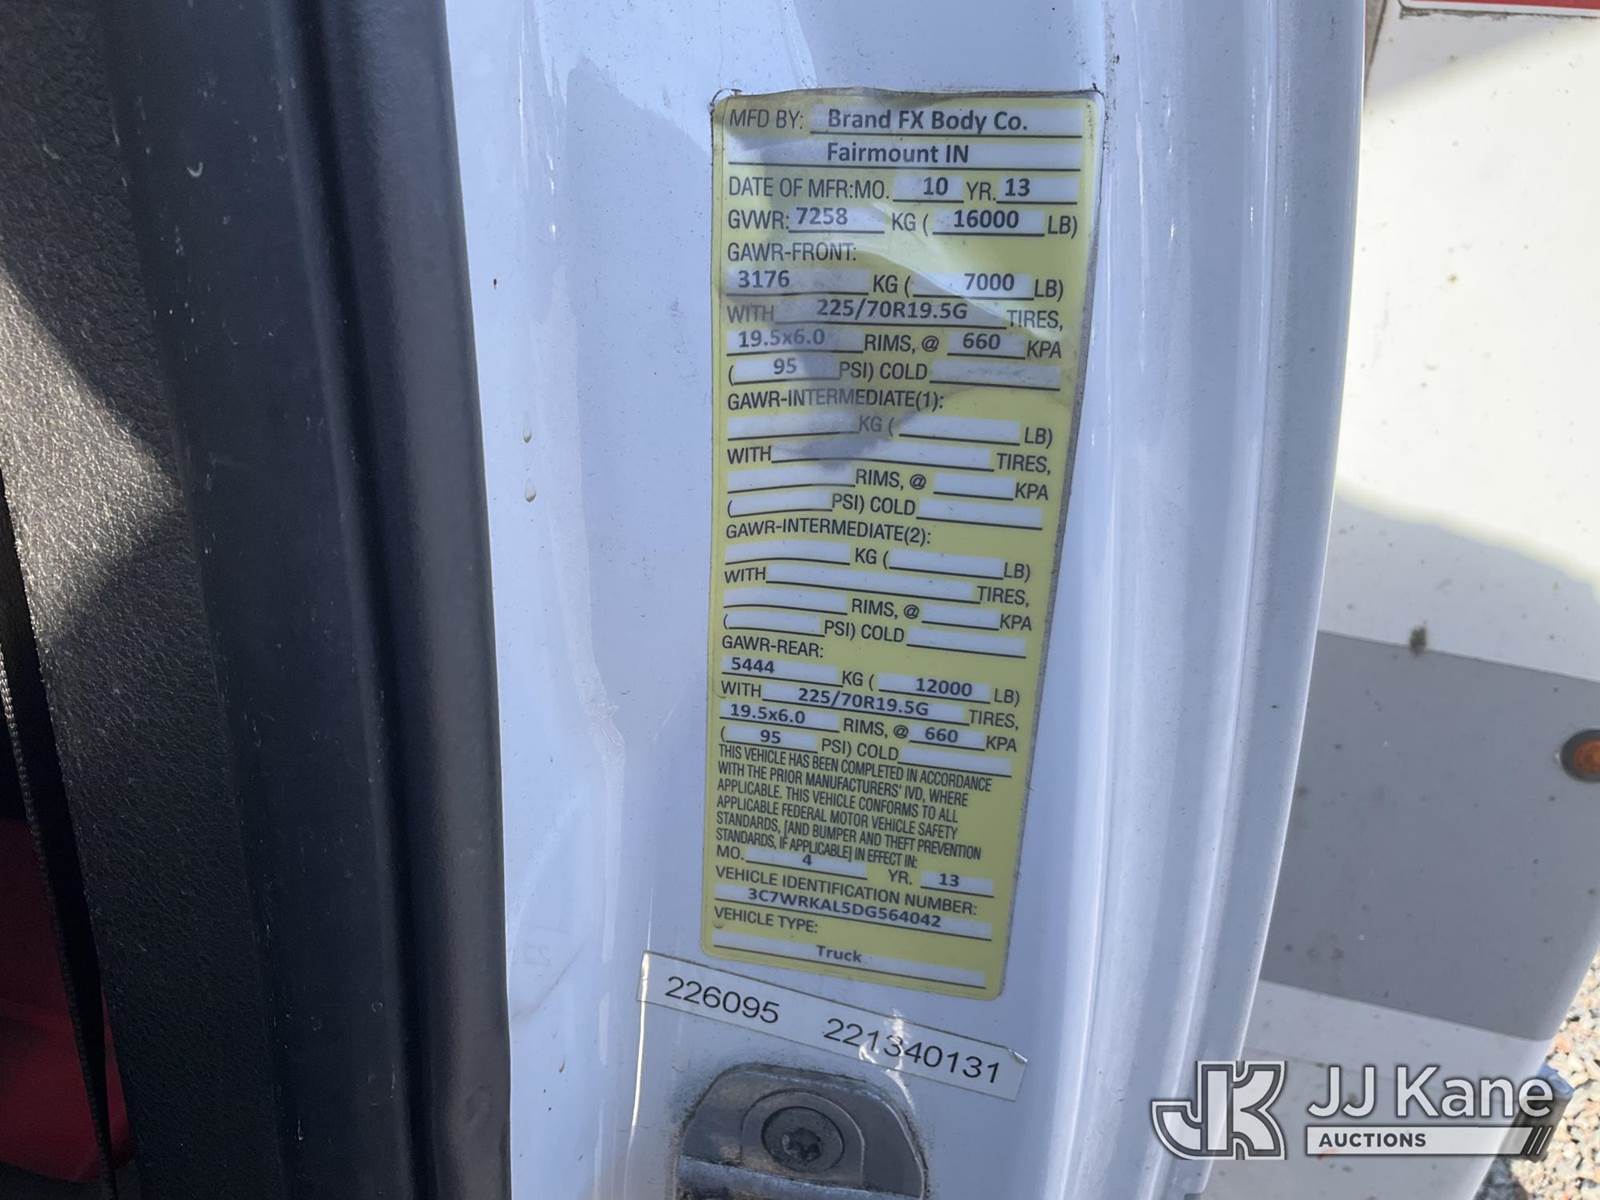 MFD BY: Brand FX Body Co.
Fairmount IN
DATE OF MFR:MO. 10 YR. 13
GVWR: 7258 KG ( 16000 LB)
GAWR-FRONT:
3176 KG ( 7000 LB)
WITH 225/70R19.5G TIRES,
19.5x6.0 RIMS, @ 660 KPA
( 95 PSI) COLD
GAWR-INTERMEDIATE(1):
KG ( LB)
WITH TIRES,
RIMS, @ KPA
( PSI) COLD
GAWR-INTERMEDIATE(2):
KG ( LB)
WITH TIRES,
RIMS, @ KPA
( PSI) COLD
GAWR-REAR:
5444 KG ( 12000 LB)
WITH 225/70R19.5G TIRES,
19.5x6.0 RIMS, @ 660 KPA
( 95 PSI) COLD
THIS VEHICLE HAS BEEN COMPLETED IN ACCORDANCE
WITH THE PRIOR MANUFACTURERS' IVD, WHERE
APPLICABLE. THIS VEHICLE CONFORMS TO ALL
APPLICABLE FEDERAL MOTOR VEHICLE SAFETY
STANDARDS, [AND BUMPER AND THEFT PREVENTION
STANDARDS, IF APPLICABLE] IN EFFECT IN:
MO. 4 YR. 13
VEHICLE IDENTIFICATION NUMBER:
3C7WRKAL5DG564042
VEHICLE TYPE:
Truck
226095 221340131
JK JJ Kane
AUCTIONS